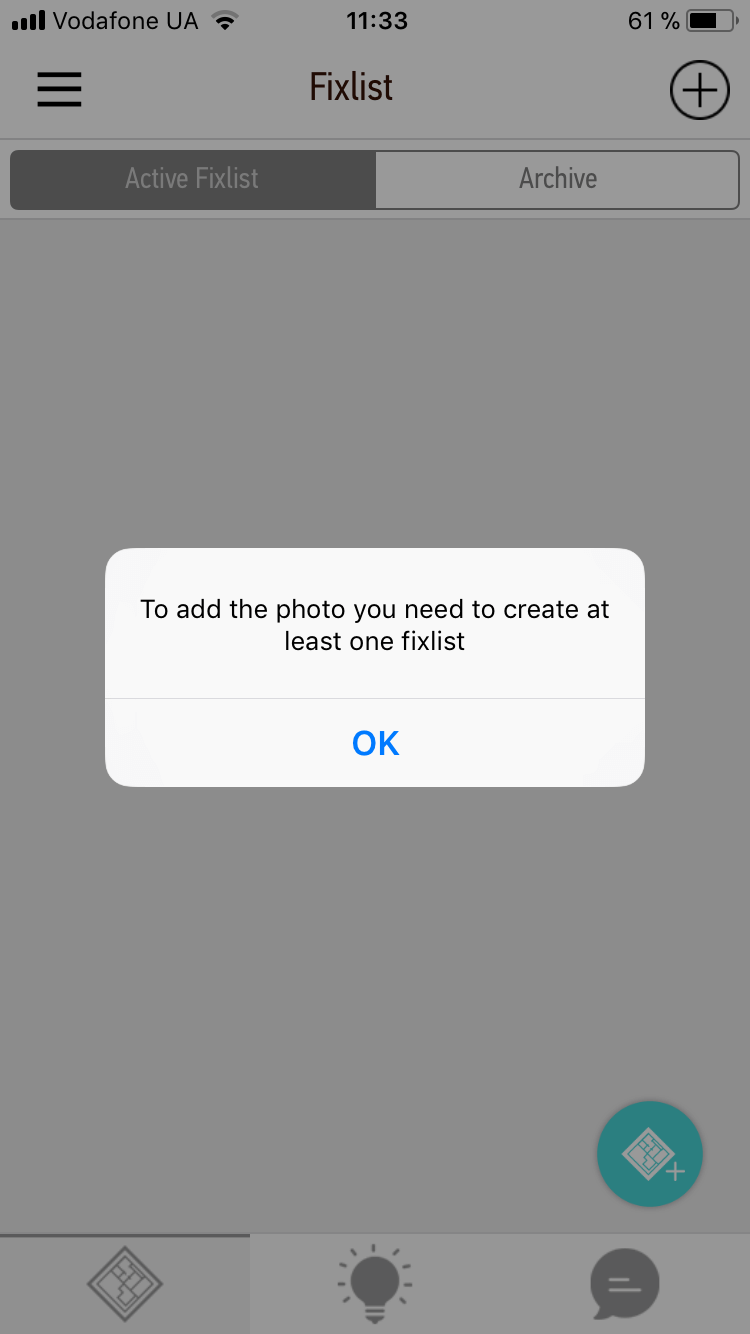 Vodafone UA 11:33 61 %
Fixlist
Active Fixlist Archive
To add the photo you need to create at
least one fixlist
OK